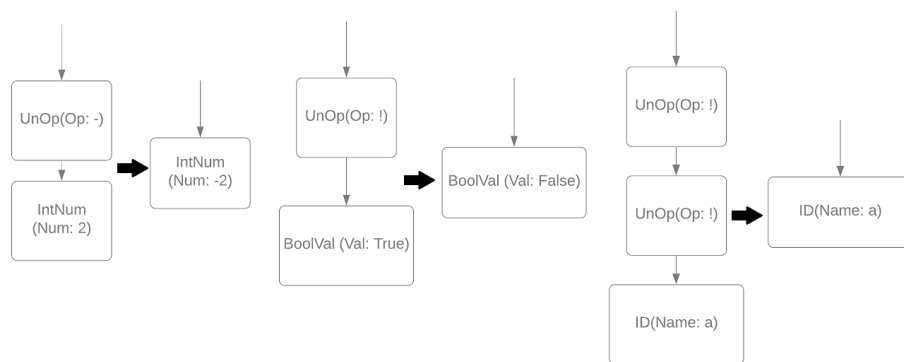 UnOp(Op: -)
IntNum
(Num: 2)
IntNum
(Num: -2)
UnOp(Op: !)
BoolVal (Val: True)
BoolVal (Val: False)
UnOp(Op: !)
UnOp(Op: !)
ID(Name: a)
ID(Name: a)